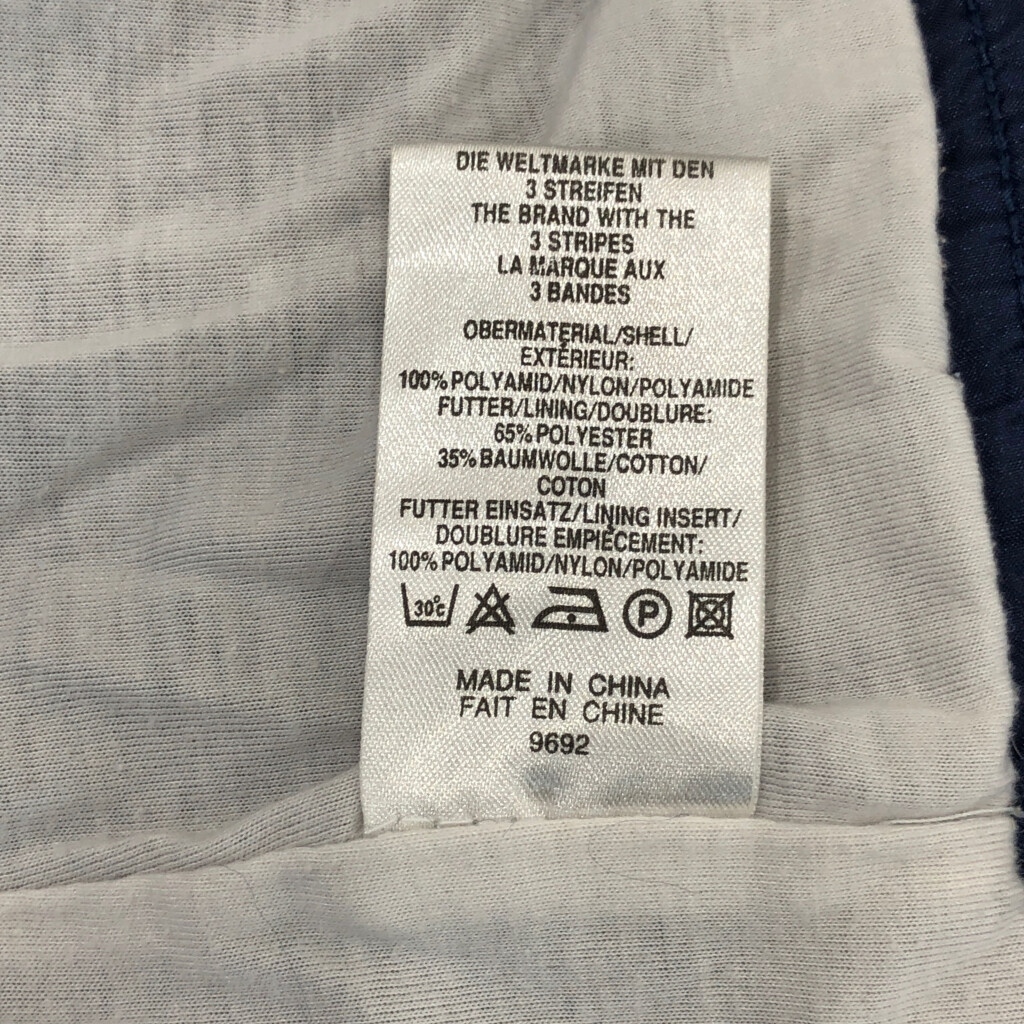 DIE WELTMARKE MIT DEN
3 STREIFEN
THE BRAND WITH THE
3 STRIPES
LA MARQUE AUX
3 BANDES
OBERMATERIAL/SHELL/
EXTÉRIEUR:
100% POLYAMID/NYLON/POLYAMIDE
FUTTER/LINING/DOUBLURE:
65% POLYESTER
35% BAUMWOLLE/COTTON/
COTON
FUTTER EINSATZ/LINING INSERT/
DOUBLURE EMPIÈCEMENT:
100% POLYAMID/NYLON/POLYAMIDE
30°c P
MADE IN CHINA
FAIT EN CHINE
9692